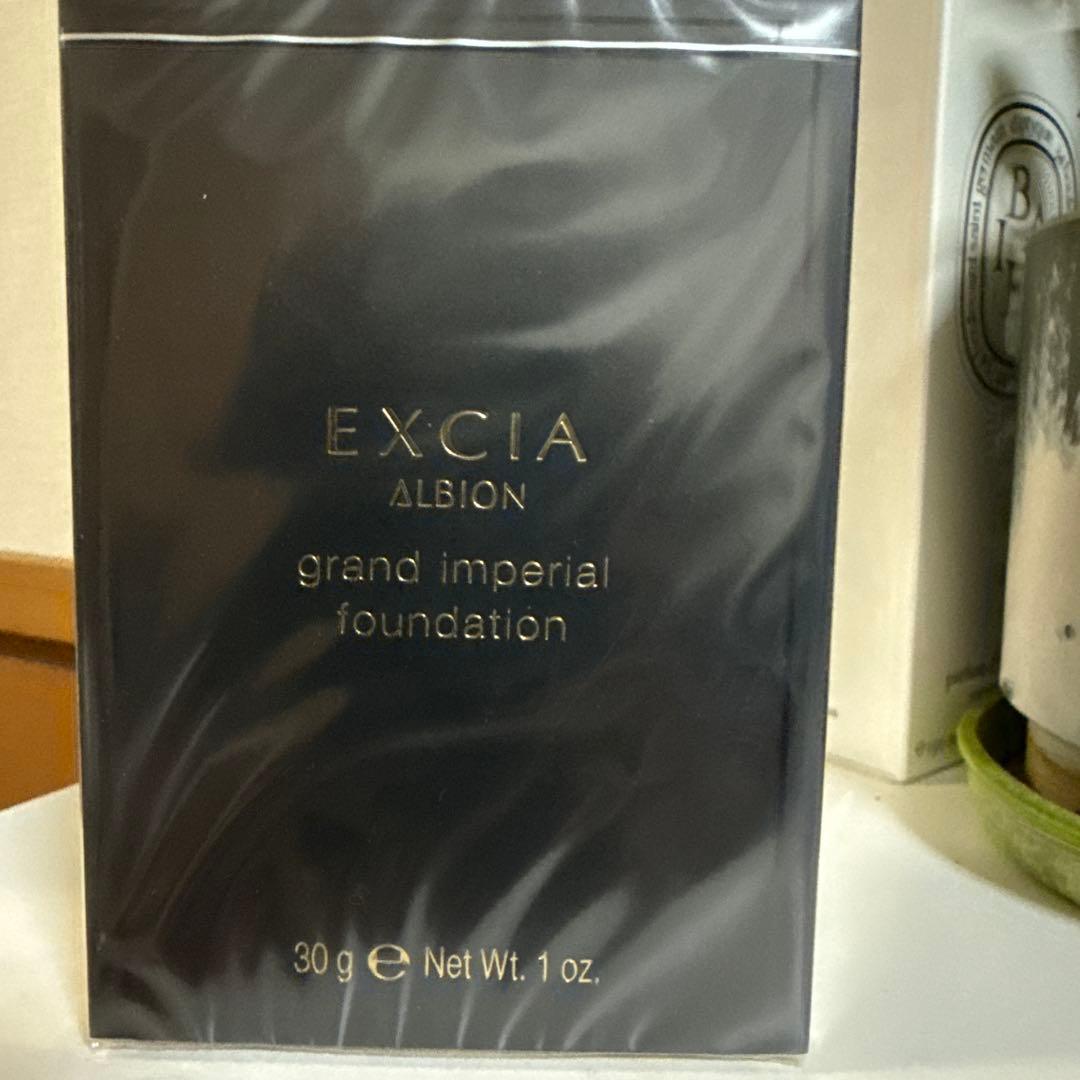 EXCIA
ALBION
grand imperial
foundation
30 g ℮ Net Wt. 1 oz.